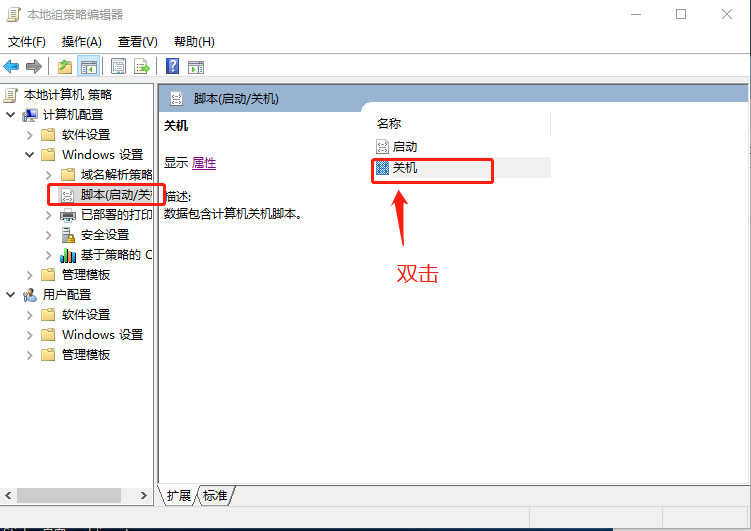 本地组策略编辑器
文件(F) 操作(A) 查看(V) 帮助(H)
本地计算机 策略
计算机配置
软件设置
Windows 设置
域名解析策略
脚本(启动/关
已部署的打印
安全设置
基于策略的 C
管理模板
用户配置
软件设置
Windows 设置
管理模板
脚本(启动/关机)
关机
显示 属性
描述:
数据包含计算机关机脚本。
名称
启动
关机
双击
扩展 标准